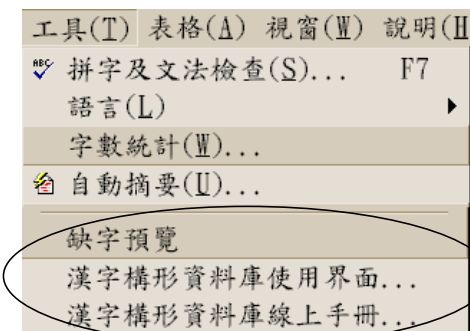 工具(T) 表格(A) 視窗(W) 說明(H
ABC 拼字及文法檢查(S)... F7
語言(L)
字數統計(W)...
自動摘要(U)...
缺字預覽
漢字構形資料庫使用界面...
漢字構形資料庫線上手冊...